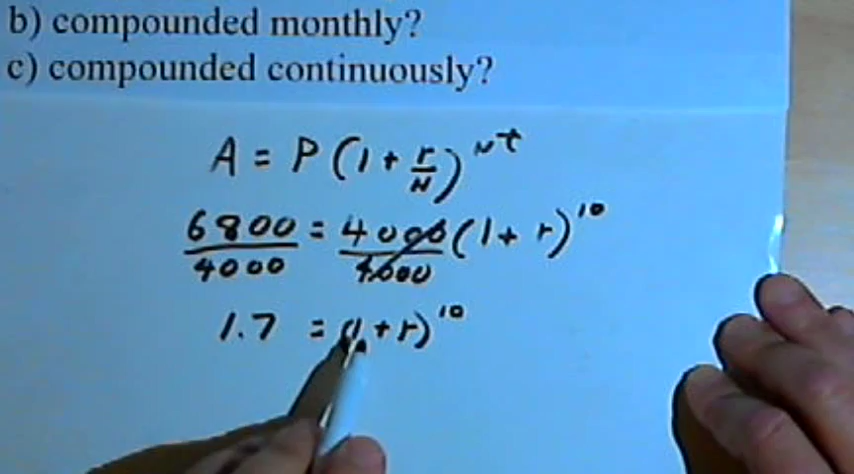 b) compounded monthly?
c) compounded continuously?
A = P(1 + r/N)^Nt
6800/4000 = 4000/4000 (1 + r)^10
1.7 = (1 + r)^10